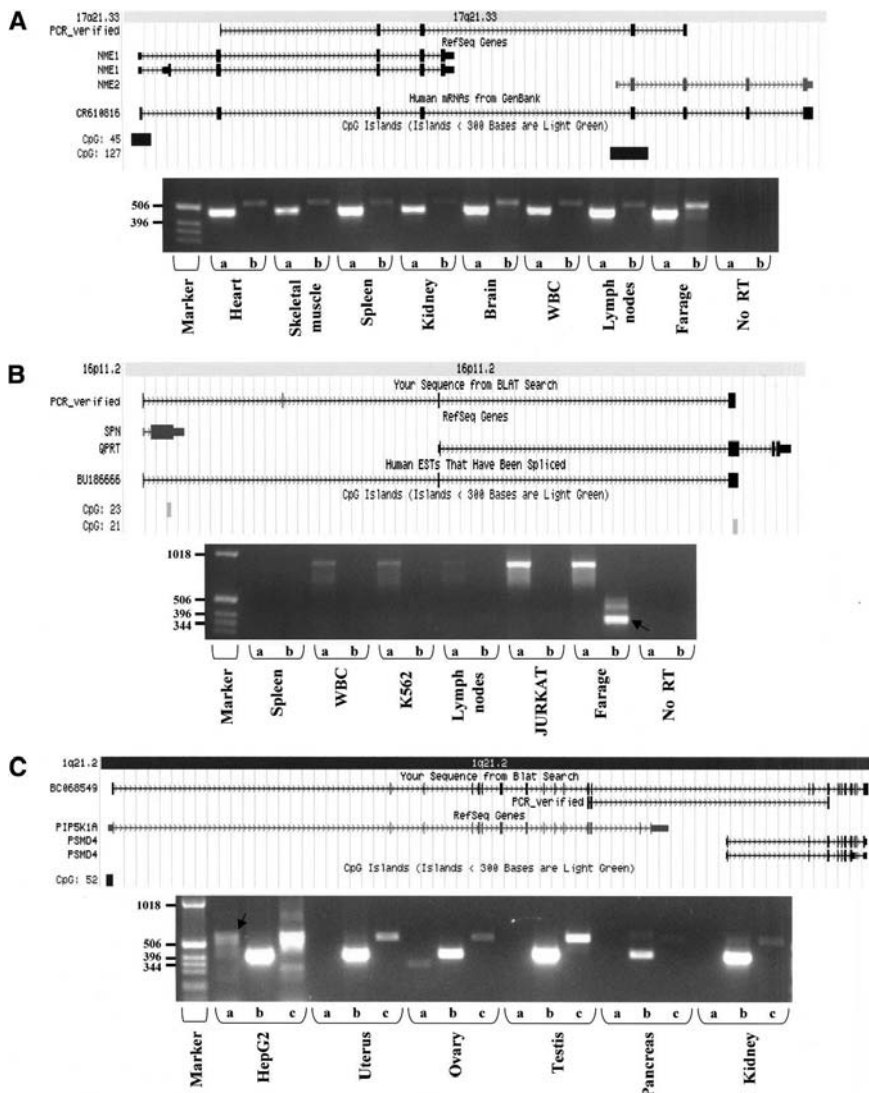 A
17q21.33 17q21.33
PCR_verified
RefSeq Genes
NME1
NME1
NME2
Human mRNAs from GenBank
CR610816
CpG Islands (Islands < 300 Bases are Light Green)
CpG: 45
CpG: 127
506
396
a b a b a b a b a b a b a b a b a b
Marker Heart Skeletal muscle Spleen Kidney Brain WBC Lymph nodes Farage No RT
B
16p11.2 16p11.2
Your Sequence from BLAT Search
PCR_verified
RefSeq Genes
SPN
QPRT
Human ESTs That Have Been Spliced
BU186666
CpG Islands (Islands < 300 Bases are Light Green)
CpG: 23
CpG: 21
1018
506
396
344
a b a b a b a b a b a b a b
Marker Spleen WBC K562 Lymph nodes JURKAT Farage No RT
C
1q21.2 1q21.2
Your Sequence from Blat Search
BC068549
PCR_verified
RefSeq Genes
PIP5K1A
PSMD4
PSMD4
CpG Islands (Islands < 300 Bases are Light Green)
CpG: 52
1018
506
396
344
a b c a b c a b c a b c a b c a b c
Marker HepG2 Uterus Ovary Testis Pancreas Kidney